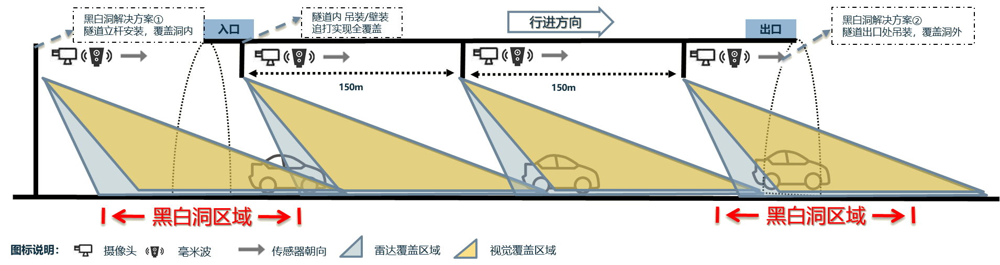 黑白洞解决方案①
隧道立杆安装，覆盖洞内
入口
隧道内 吊装/壁装
追打实现全覆盖
行进方向
出口
黑白洞解决方案②
隧道出口处吊装，覆盖洞外
150m
150m
黑白洞区域
黑白洞区域
图标说明：
摄像头
毫米波
传感器朝向
雷达覆盖区域
视觉覆盖区域